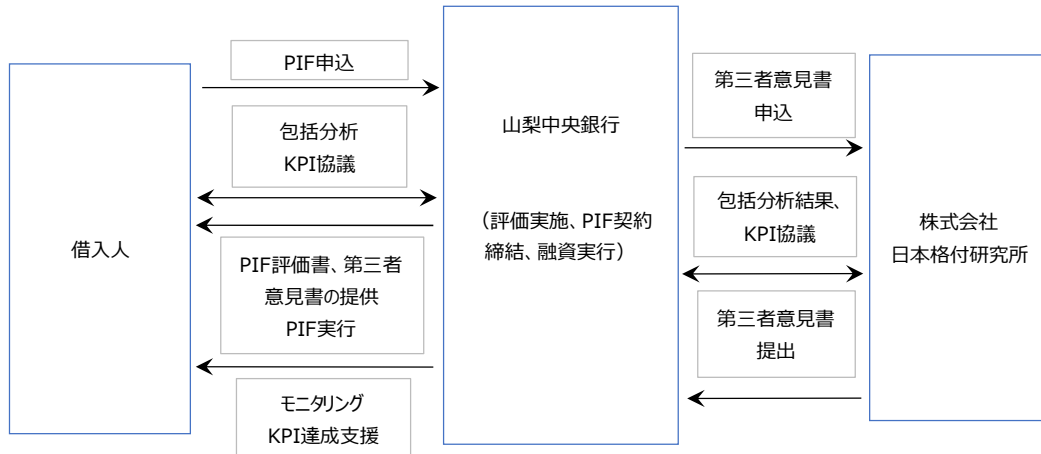 借入人
PIF申込
包括分析
KPI協議
PIF評価書、第三者
意見書の提供
PIF実行
モニタリング
KPI達成支援
山梨中央銀行
（評価実施、PIF契約
締結、融資実行）
第三者意見書
申込
包括分析結果、
KPI協議
第三者意見書
提出
株式会社
日本格付研究所